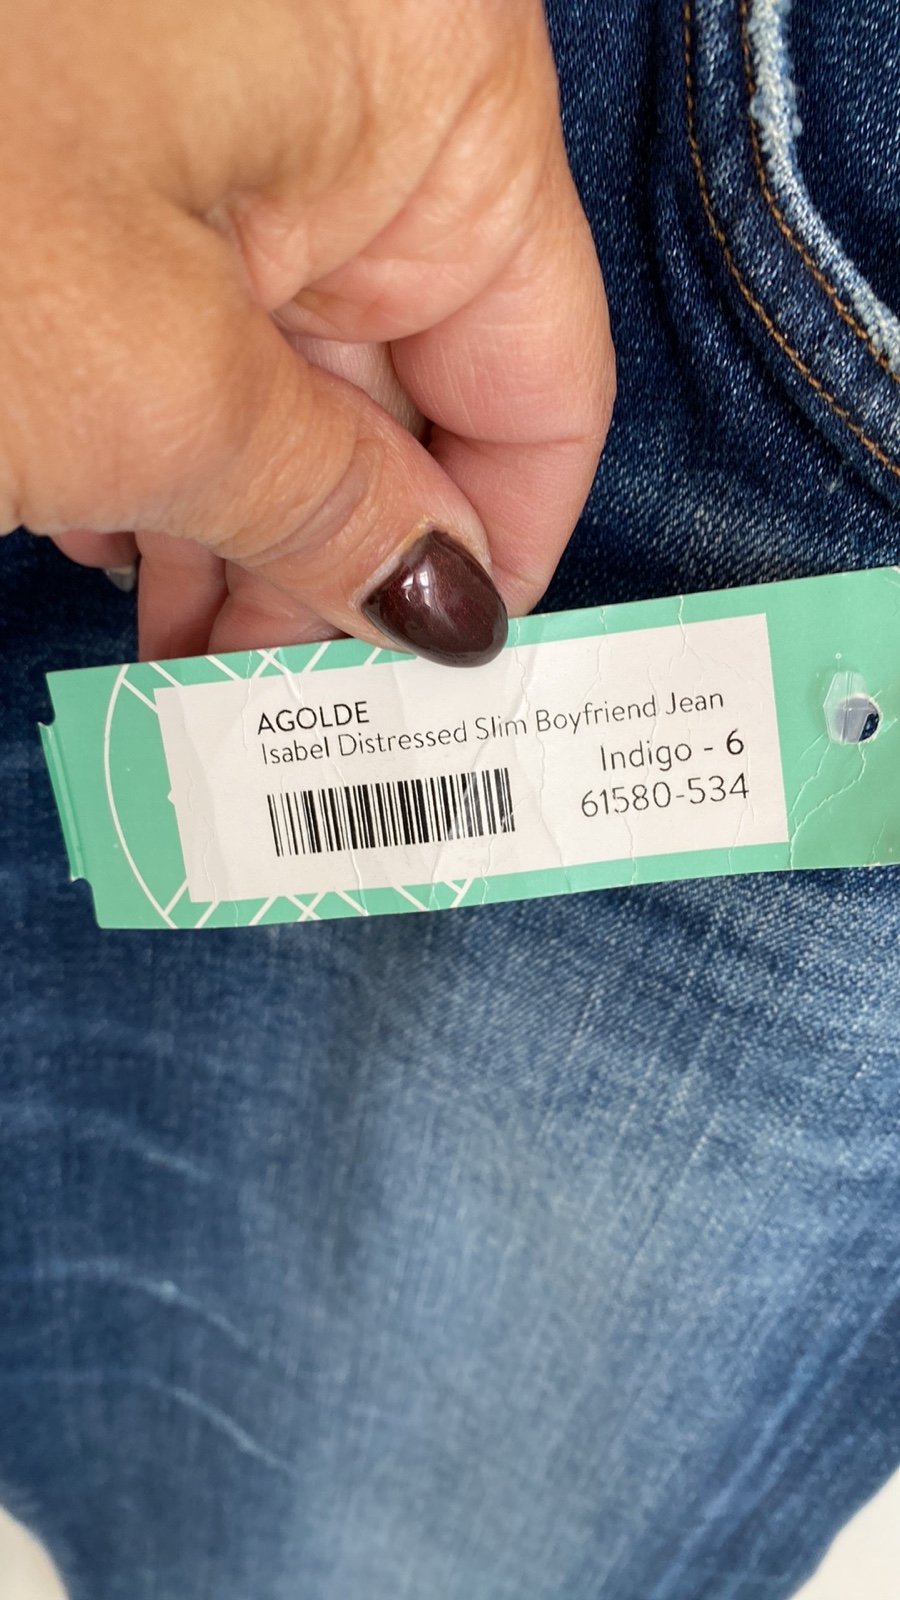 AGOLDE
Isabel Distressed Slim Boyfriend Jean
Indigo - 6
61580-534